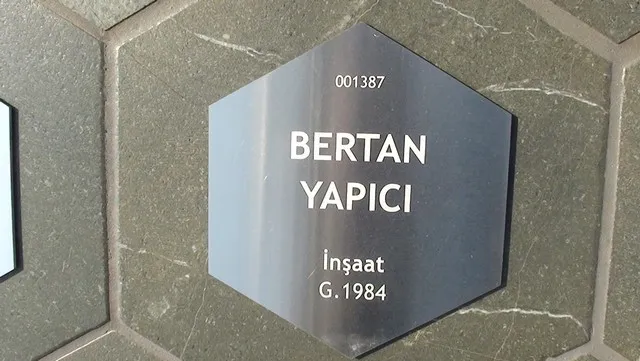 001387
BERTAN
YAPICI
İnşaat
G.1984